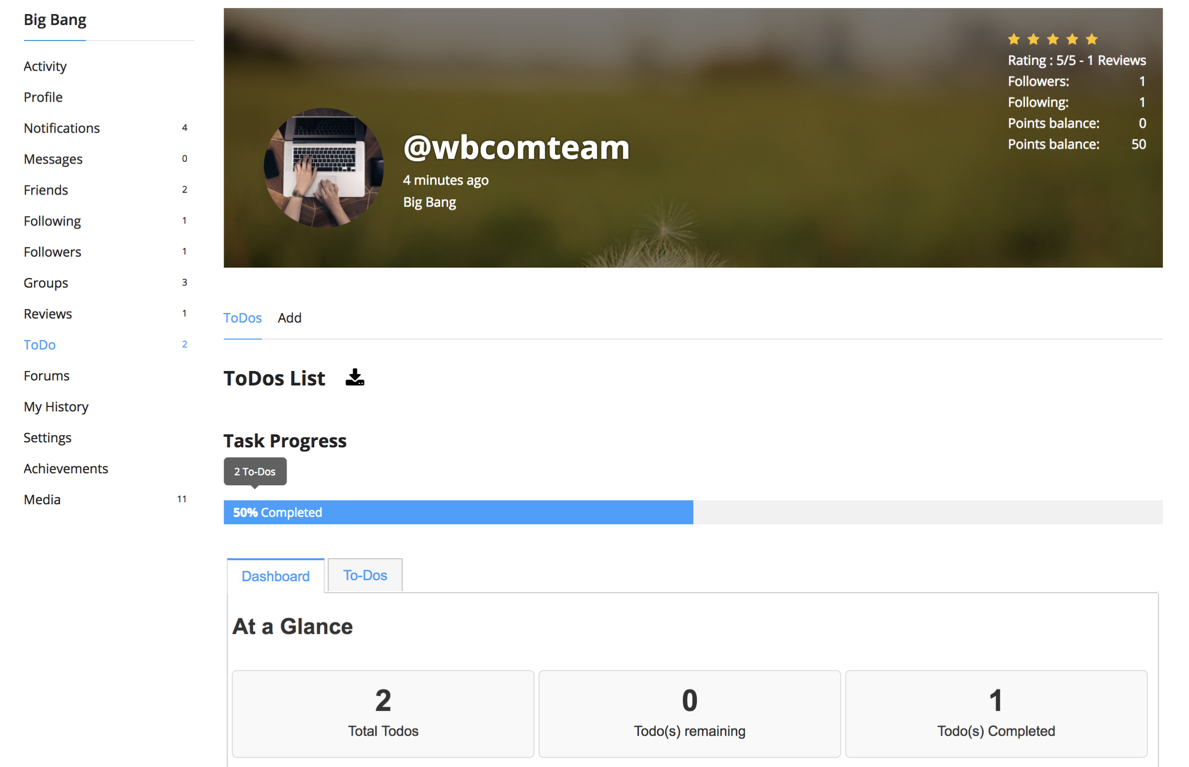 Big Bang
Activity
Profile
Notifications 4
Messages 0
Friends 2
Following 1
Followers 1
Groups 3
Reviews 1
ToDo 2
Forums
My History
Settings
Achievements
Media 11
@wbcomteam
4 minutes ago
Big Bang
Rating : 5/5 - 1 Reviews
Followers: 1
Following: 1
Points balance: 0
Points balance: 50
ToDos Add
ToDos List
Task Progress
2 To-Dos
50% Completed
Dashboard To-Dos
At a Glance
2 0 1
Total Todos Todo(s) remaining Todo(s) Completed